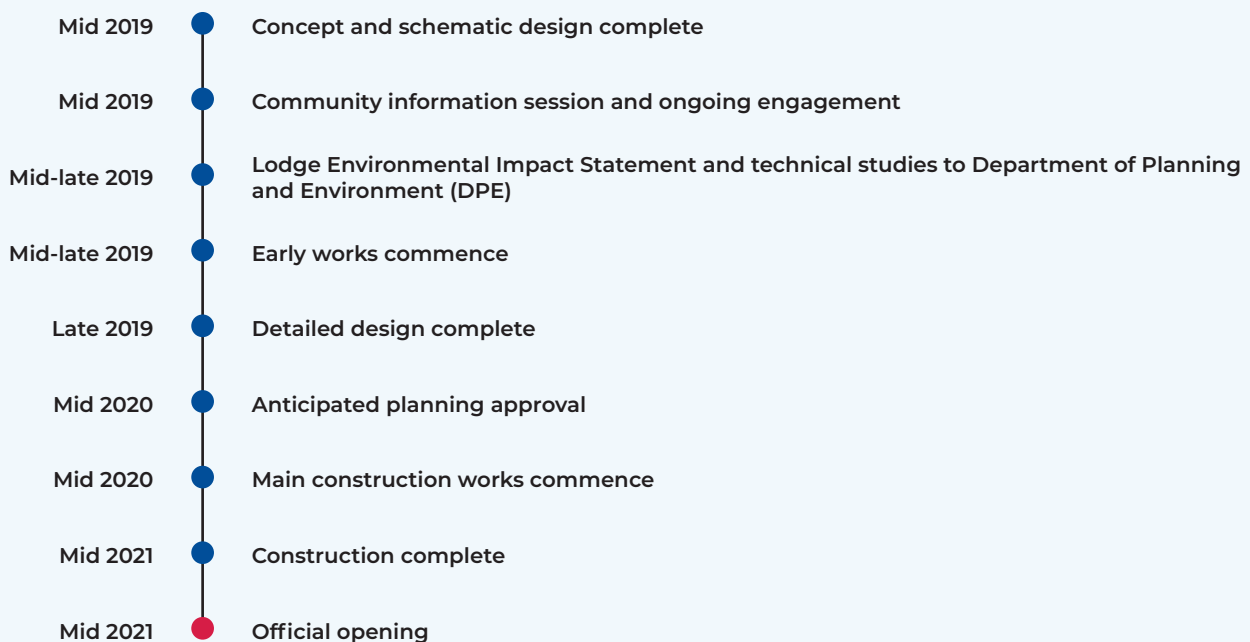 Mid 2019 Concept and schematic design complete
Mid 2019 Community information session and ongoing engagement
Mid-late 2019 Lodge Environmental Impact Statement and technical studies to Department of Planning
and Environment (DPE)
Mid-late 2019 Early works commence
Late 2019 Detailed design complete
Mid 2020 Anticipated planning approval
Mid 2020 Main construction works commence
Mid 2021 Construction complete
Mid 2021 Official opening